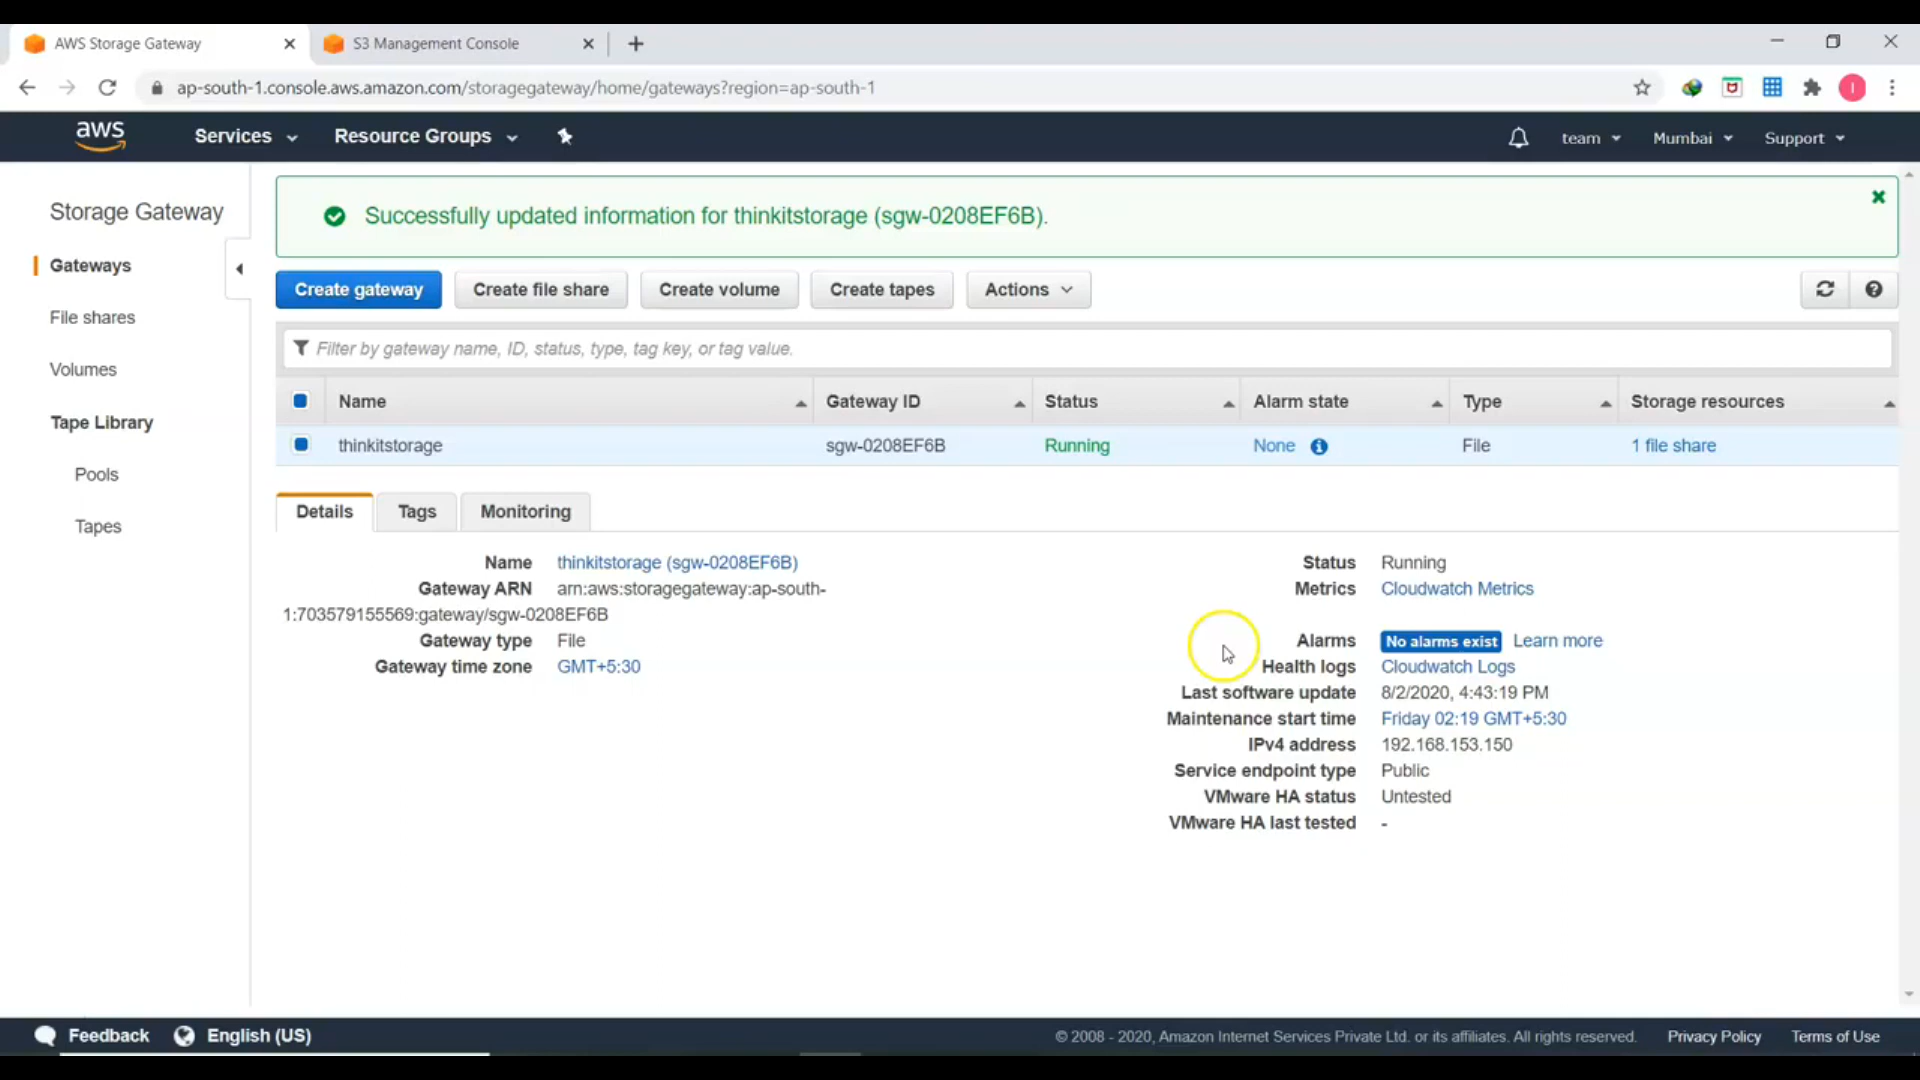 AWS Storage Gateway
S3 Management Console
ap-south-1.console.aws.amazon.com/storagegateway/home/gateways?region=ap-south-1
I
aws
Services
Resource Groups
team
Mumbai
Support
Storage Gateway
Gateways
File shares
Volumes
Tape Library
Pools
Tapes
Successfully updated information for thinkitstorage (sgw-0208EF6B).
Create gateway
Create file share
Create volume
Create tapes
Actions
Filter by gateway name, ID, status, type, tag key, or tag value.
Name Gateway ID Status Alarm state Type Storage resources
thinkitstorage sgw-0208EF6B Running None File 1 file share
Details Tags Monitoring
Name thinkitstorage (sgw-0208EF6B)
Gateway ARN arn:aws:storagegateway:ap-south-
1:703579155569:gateway/sgw-0208EF6B
Gateway type File
Gateway time zone GMT+5:30
Status Running
Metrics Cloudwatch Metrics
Alarms No alarms exist Learn more
Health logs Cloudwatch Logs
Last software update 8/2/2020, 4:43:19 PM
Maintenance start time Friday 02:19 GMT+5:30
IPv4 address 192.168.153.150
Service endpoint type Public
VMware HA status Untested
VMware HA last tested -
Feedback English (US)
© 2008 - 2020, Amazon Internet Services Private Ltd. or its affiliates. All rights reserved. Privacy Policy Terms of Use